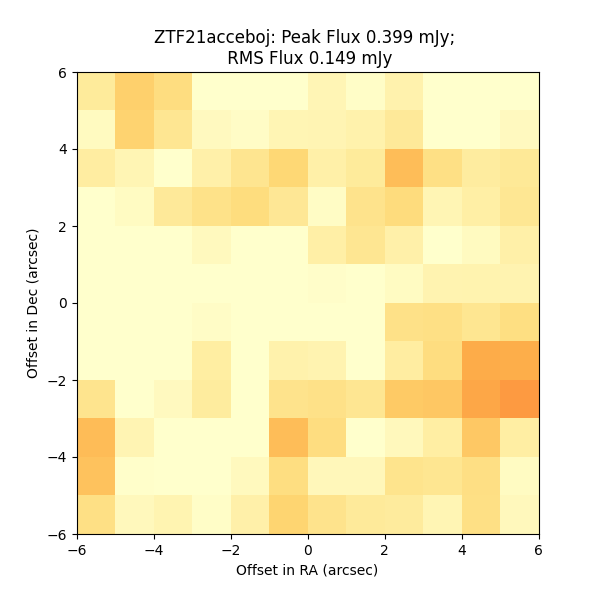 ZTF21acceboj: Peak Flux 0.399 mJy;
RMS Flux 0.149 mJy
6
4
2
0
−2
−4
−6
Offset in Dec (arcsec)
−6 −4 −2 0 2 4 6
Offset in RA (arcsec)